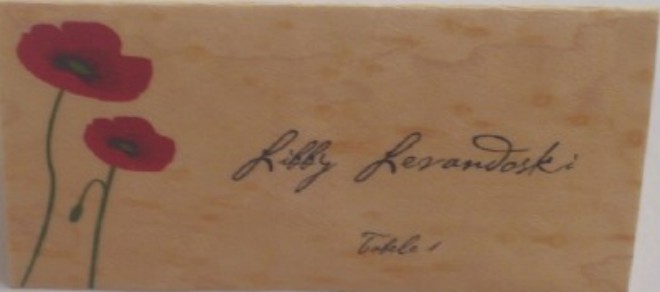 Libby Levandoski
Table 1